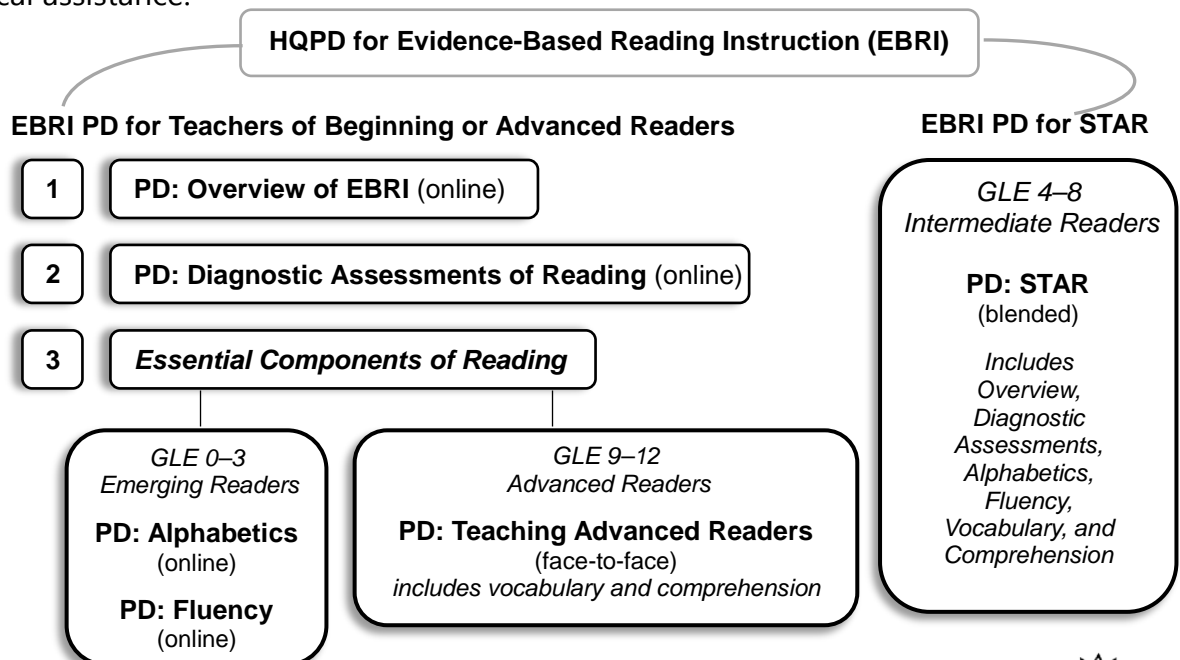 cal assistance.
HQPD for Evidence-Based Reading Instruction (EBRI)
EBRI PD for Teachers of Beginning or Advanced Readers
1
PD: Overview of EBRI (online)
2
PD: Diagnostic Assessments of Reading (online)
3
Essential Components of Reading
GLE 0–3
Emerging Readers
PD: Alphabetics
(online)
PD: Fluency
(online)
GLE 9–12
Advanced Readers
PD: Teaching Advanced Readers
(face-to-face)
includes vocabulary and comprehension
EBRI PD for STAR
GLE 4–8
Intermediate Readers
PD: STAR
(blended)
Includes
Overview,
Diagnostic
Assessments,
Alphabetics,
Fluency,
Vocabulary, and
Comprehension